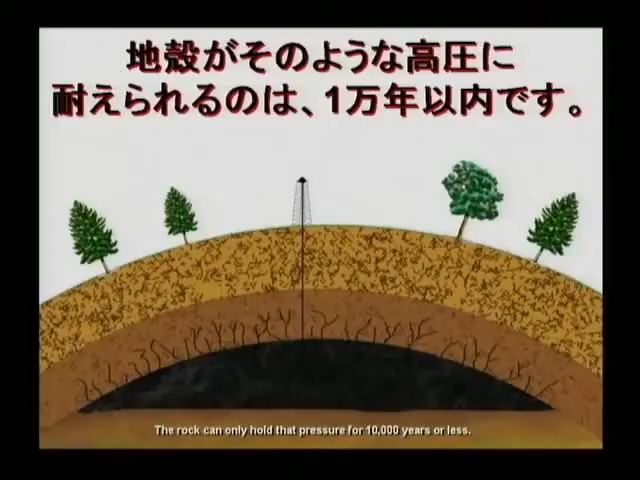 地殻がそのような高圧に
耐えられるのは、1万年以内です。
The rock can only hold that pressure for 10,000 years or less.